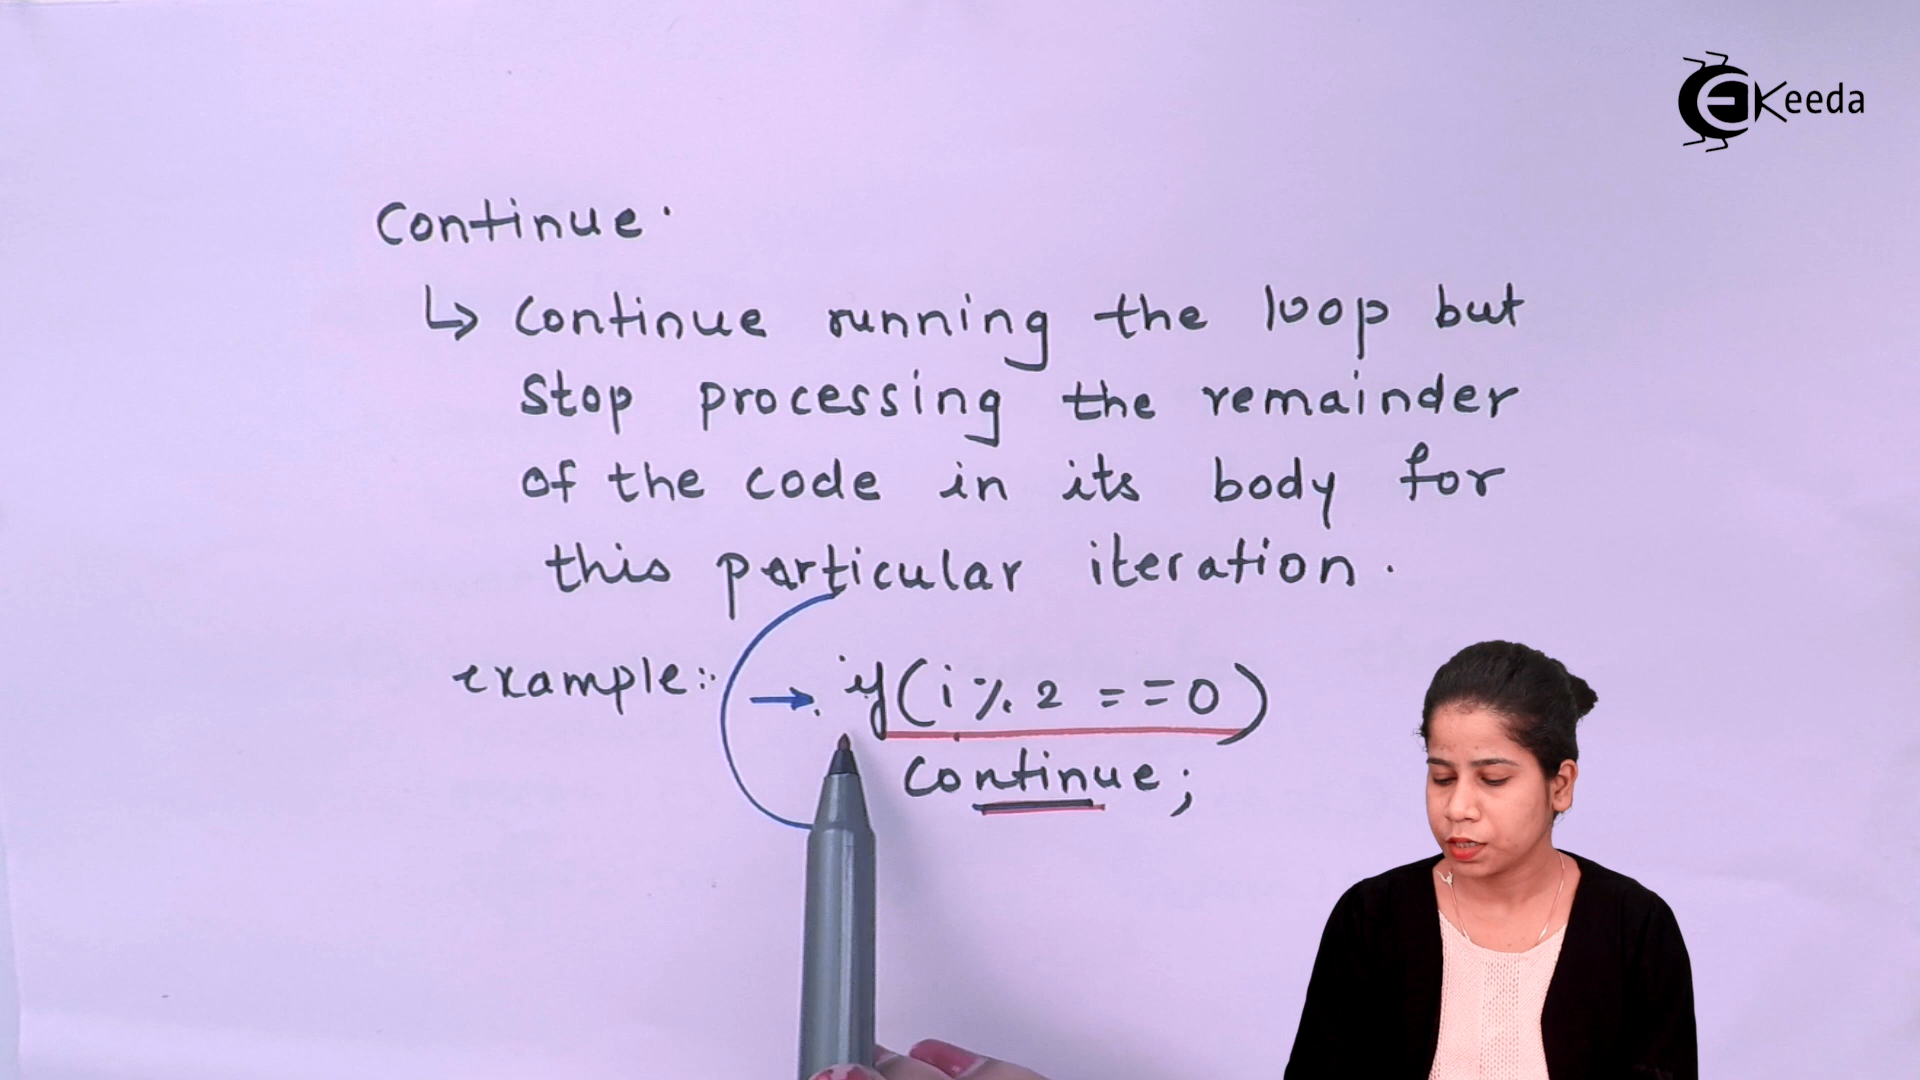 EKeeda
Continue.
↳ Continue running the loop but
stop processing the remainder
of the code in its body for
this particular iteration.
example:- → if(i%2 ==0)
continue;